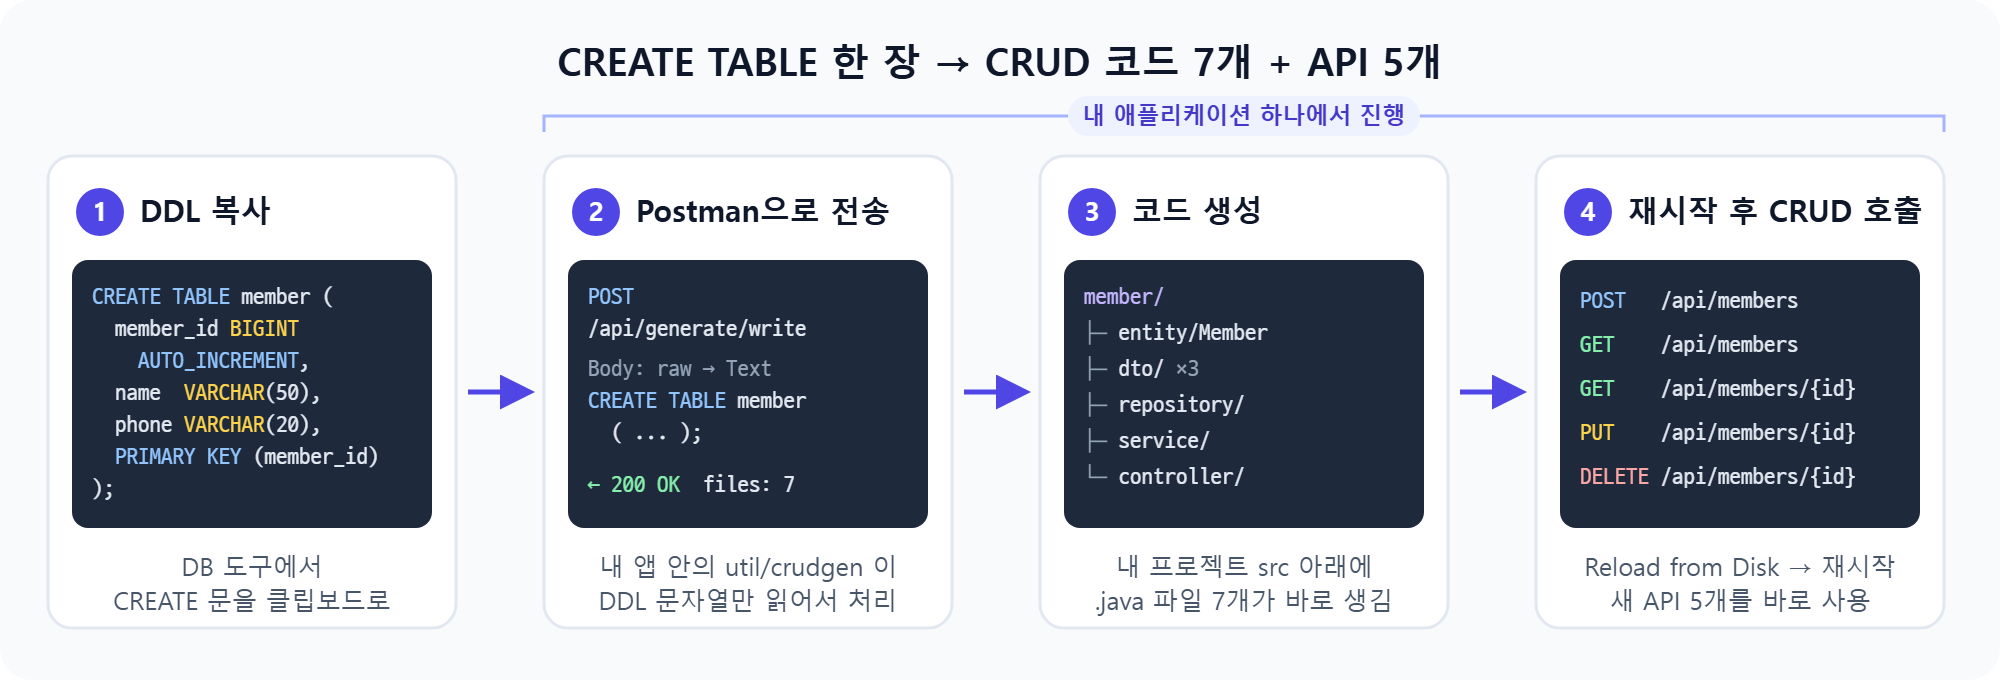 CREATE TABLE 한 장 → CRUD 코드 7개 + API 5개
내 애플리케이션 하나에서 진행
1 DDL 복사
CREATE TABLE member (
member_id BIGINT
AUTO_INCREMENT,
name VARCHAR(50),
phone VARCHAR(20),
PRIMARY KEY (member_id)
);
DB 도구에서
CREATE 문을 클립보드로
2 Postman으로 전송
POST
/api/generate/write
Body: raw → Text
CREATE TABLE member
( ... );
← 200 OK files: 7
내 앱 안의 util/crudgen 이
DDL 문자열만 읽어서 처리
3 코드 생성
member/
├─ entity/Member
├─ dto/ ×3
├─ repository/
├─ service/
└─ controller/
내 프로젝트 src 아래에
.java 파일 7개가 바로 생김
4 재시작 후 CRUD 호출
POST /api/members
GET /api/members
GET /api/members/{id}
PUT /api/members/{id}
DELETE /api/members/{id}
Reload from Disk → 재시작
새 API 5개를 바로 사용